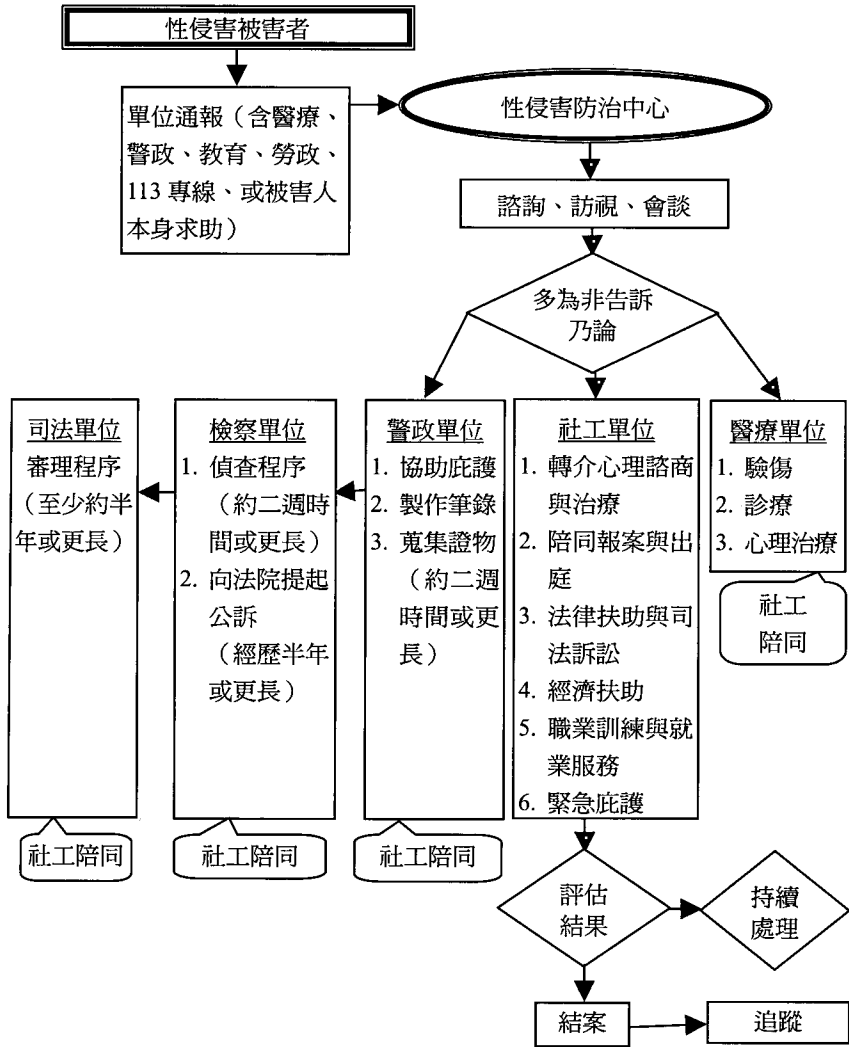 性侵害被害者
單位通報（含醫療、
警政、教育、勞政、
113 專線、或被害人
本身求助）
性侵害防治中心
諮詢、訪視、會談
多為非告訴
乃論
司法單位
審理程序
（至少約半
年或更長）
社工陪同
檢察單位
1. 偵查程序
（約二週時
間或更長）
2. 向法院提起
公訴
（經歷半年
或更長）
社工陪同
警政單位
1. 協助庇護
2. 製作筆錄
3. 蒐集證物
（約二週
時間或更
長）
社工陪同
社工單位
1. 轉介心理諮商
與治療
2. 陪同報案與出
庭
3. 法律扶助與司
法訴訟
4. 經濟扶助
5. 職業訓練與就
業服務
6. 緊急庇護
醫療單位
1. 驗傷
2. 診療
3. 心理治療
社工
陪同
評估
結果
持續
處理
結案
追蹤